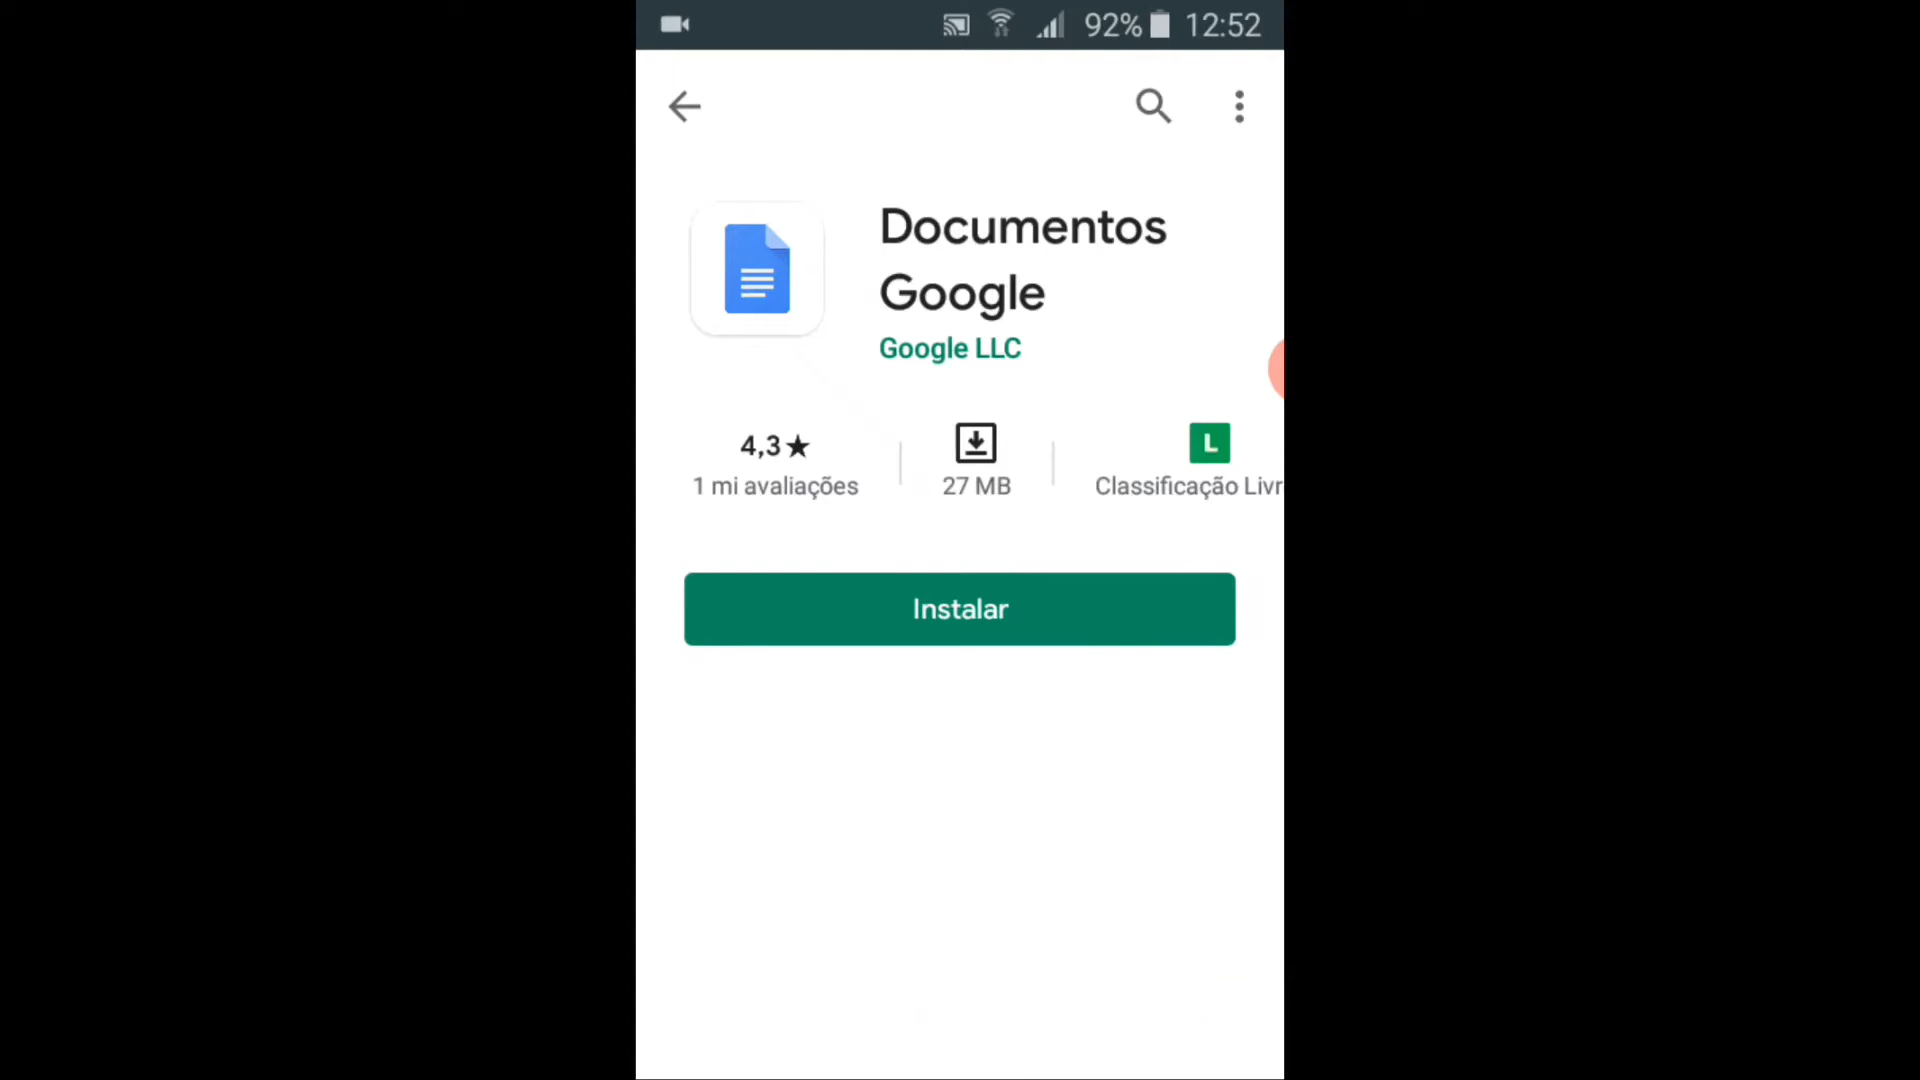 92% 12:52
Documentos
Google
Google LLC
4,3★
L
1 mi avaliações
27 MB
Classificação Livr
Instalar